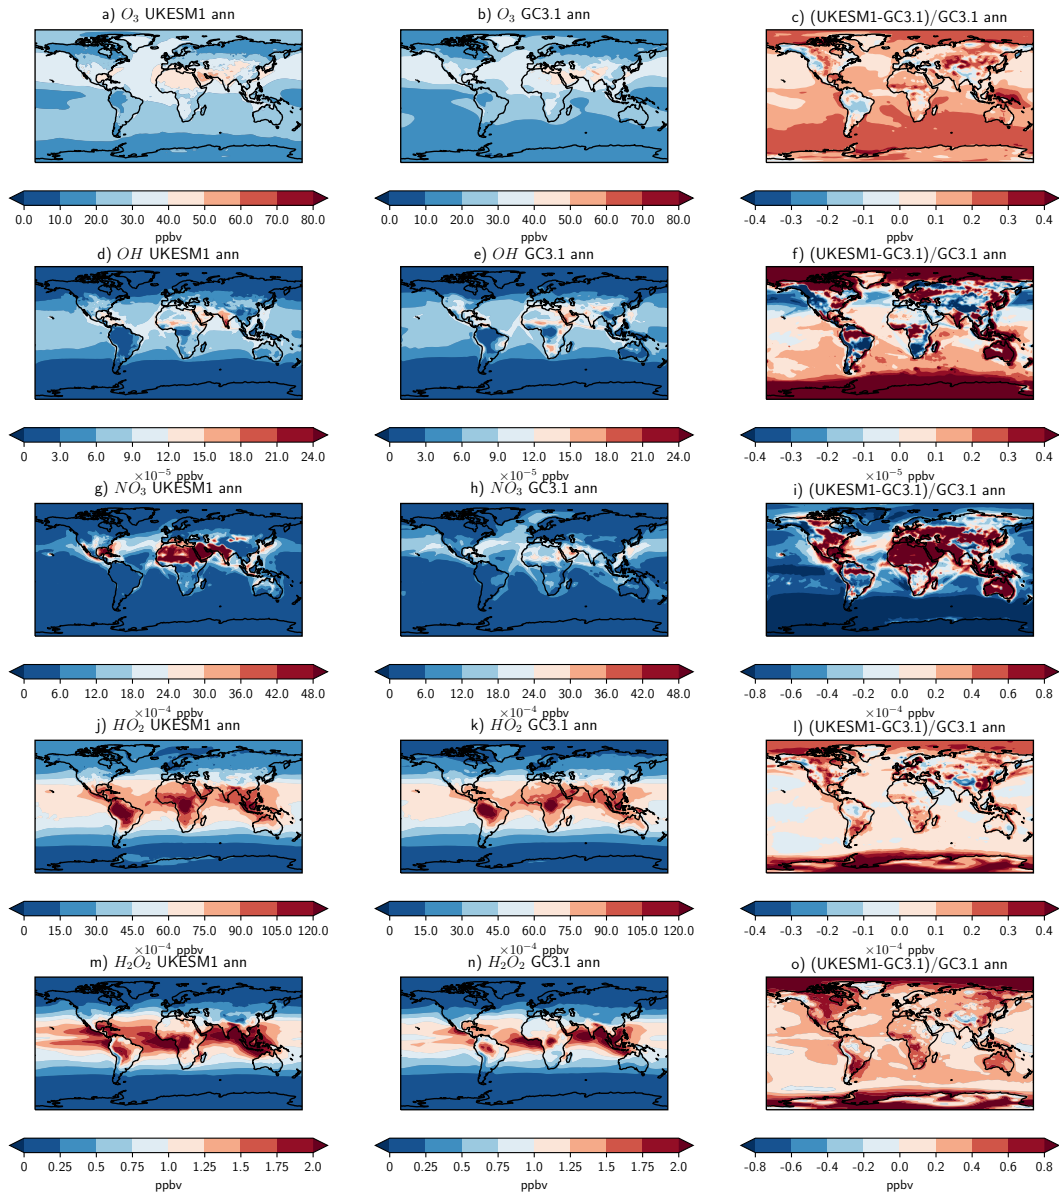 a) O₃ UKESM1 ann
b) O₃ GC3.1 ann
c) (UKESM1-GC3.1)/GC3.1 ann
0.0 10.0 20.0 30.0 40.0 50.0 60.0 70.0 80.0
ppbv
0.0 10.0 20.0 30.0 40.0 50.0 60.0 70.0 80.0
ppbv
-0.4 -0.3 -0.2 -0.1 0.0 0.1 0.2 0.3 0.4
ppbv
d) OH UKESM1 ann
e) OH GC3.1 ann
f) (UKESM1-GC3.1)/GC3.1 ann
0 3.0 6.0 9.0 12.0 15.0 18.0 21.0 24.0
×10⁻⁵ ppbv
0 3.0 6.0 9.0 12.0 15.0 18.0 21.0 24.0
×10⁻⁵ ppbv
-0.4 -0.3 -0.2 -0.1 0.0 0.1 0.2 0.3 0.4
×10⁻⁵ ppbv
g) NO₃ UKESM1 ann
h) NO₃ GC3.1 ann
i) (UKESM1-GC3.1)/GC3.1 ann
0 6.0 12.0 18.0 24.0 30.0 36.0 42.0 48.0
×10⁻⁴ ppbv
0 6.0 12.0 18.0 24.0 30.0 36.0 42.0 48.0
×10⁻⁴ ppbv
-0.8 -0.6 -0.4 -0.2 0.0 0.2 0.4 0.6 0.8
×10⁻⁴ ppbv
j) HO₂ UKESM1 ann
k) HO₂ GC3.1 ann
l) (UKESM1-GC3.1)/GC3.1 ann
0 15.0 30.0 45.0 60.0 75.0 90.0 105.0 120.0
×10⁻⁴ ppbv
0 15.0 30.0 45.0 60.0 75.0 90.0 105.0 120.0
×10⁻⁴ ppbv
-0.4 -0.3 -0.2 -0.1 0.0 0.1 0.2 0.3 0.4
×10⁻⁴ ppbv
m) H₂O₂ UKESM1 ann
n) H₂O₂ GC3.1 ann
o) (UKESM1-GC3.1)/GC3.1 ann
0 0.25 0.5 0.75 1.0 1.25 1.5 1.75 2.0
ppbv
0 0.25 0.5 0.75 1.0 1.25 1.5 1.75 2.0
ppbv
-0.8 -0.6 -0.4 -0.2 0.0 0.2 0.4 0.6 0.8
ppbv